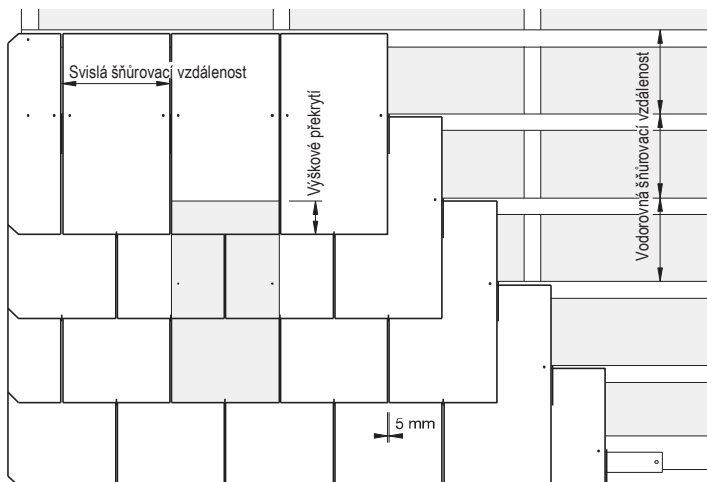 Svislá šňůrovací vzdálenost
Výškové překrytí
Vodorovná šňůrovací vzdálenost
5 mm